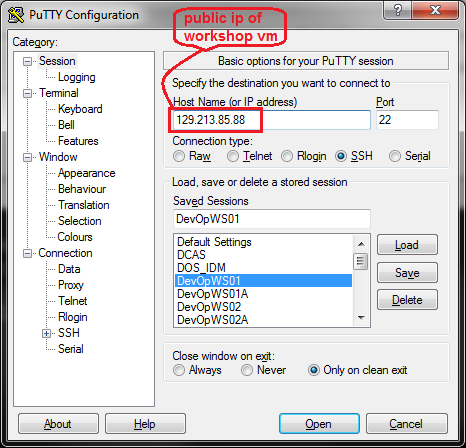 PuTTY Configuration
public ip of
workshop vm
Category:
Session
Logging
Terminal
Keyboard
Bell
Features
Window
Appearance
Behaviour
Translation
Selection
Colours
Connection
Data
Proxy
Telnet
Rlogin
SSH
Serial
Basic options for your PuTTY session
Specify the destination you want to connect to
Host Name (or IP address) Port
129.213.85.88 22
Connection type:
Raw Telnet Rlogin SSH Serial
Load, save or delete a stored session
Saved Sessions
DevOpWS01
Default Settings
DCAS
DOS_IDM
DevOpWS01
DevOpWS01A
DevOpWS02
DevOpWS02A
Load
Save
Delete
Close window on exit:
Always Never Only on clean exit
About Help Open Cancel